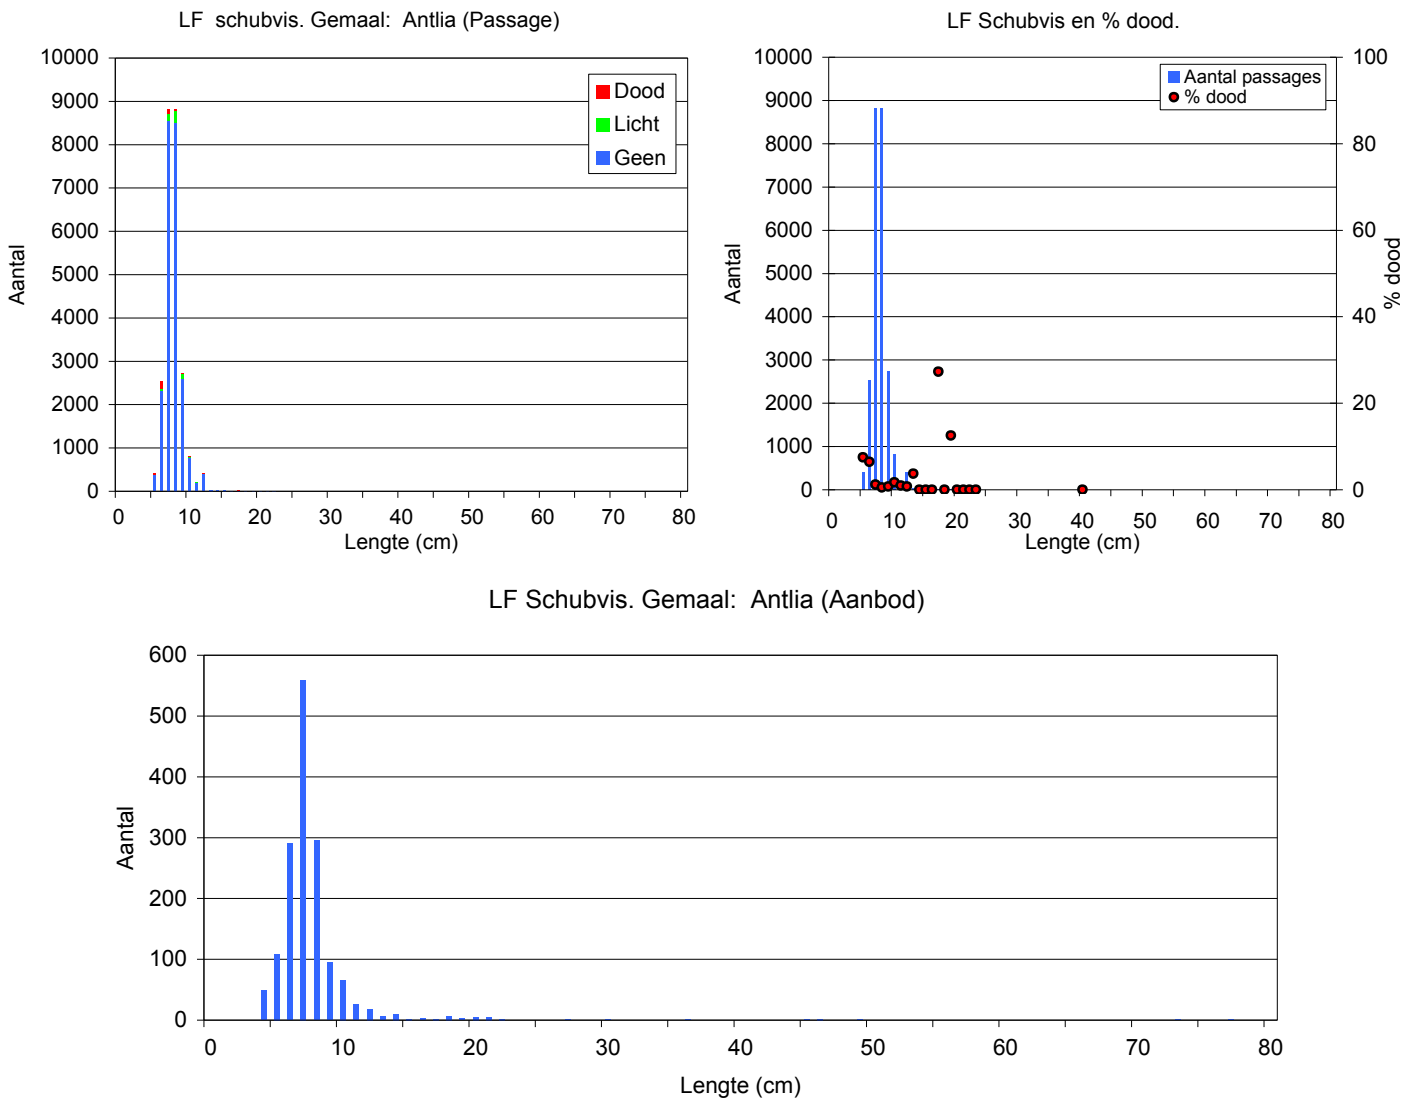 LF schubvis. Gemaal: Antlia (Passage)
10000
9000
8000
7000
6000
5000
4000
3000
2000
1000
0
Aantal
Dood
Licht
Geen
0 10 20 30 40 50 60 70 80
Lengte (cm)
LF Schubvis en % dood.
10000
9000
8000
7000
6000
5000
4000
3000
2000
1000
0
Aantal
Aantal passages
% dood
100
80
60
40
20
0
% dood
0 10 20 30 40 50 60 70 80
Lengte (cm)
LF Schubvis. Gemaal: Antlia (Aanbod)
600
500
400
300
200
100
0
Aantal
0 10 20 30 40 50 60 70 80
Lengte (cm)